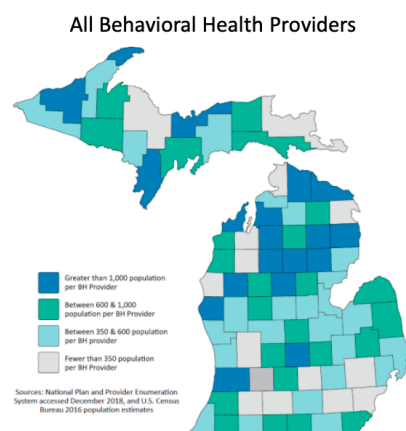 All Behavioral Health Providers
Greater than 1,000 population
per BH Provider
Between 600 & 1,000
population per BH Provider
Between 350 & 600 population
per BH provider
Fewer than 350 population
per BH Provider
Sources: National Plan and Provider Enumeration
System accessed December 2018, and U.S. Census
Bureau 2016 population estimates